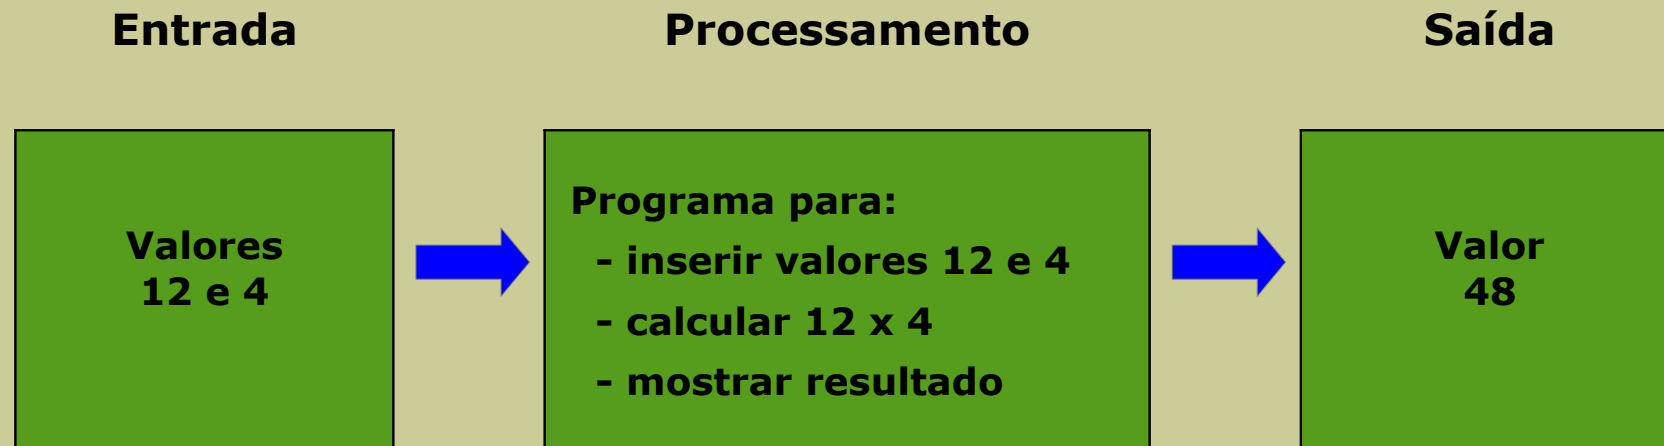 Entrada
Processamento
Saída
Valores
12 e 4
Programa para:
- inserir valores 12 e 4
- calcular 12 x 4
- mostrar resultado
Valor
48